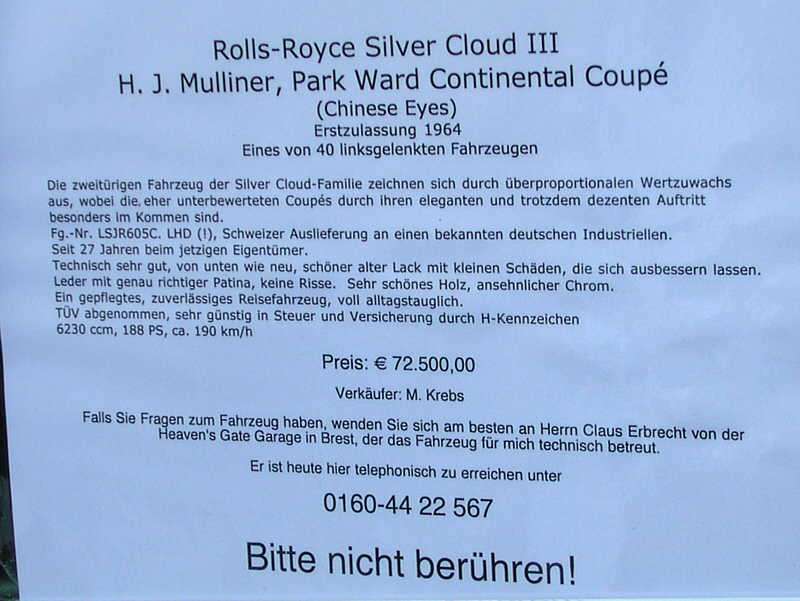 Rolls-Royce Silver Cloud III
H. J. Mulliner, Park Ward Continental Coupé
(Chinese Eyes)
Erstzulassung 1964
Eines von 40 linksgelenkten Fahrzeugen
Die zweitürigen Fahrzeug der Silver Cloud-Familie zeichnen sich durch überproportionalen Wertzuwachs
aus, wobei die eher unterbewerteten Coupés durch ihren eleganten und trotzdem dezenten Auftritt
besonders im Kommen sind.
Fg.-Nr. LSJR605C. LHD (!), Schweizer Auslieferung an einen bekannten deutschen Industriellen.
Seit 27 Jahren beim jetzigen Eigentümer.
Technisch sehr gut, von unten wie neu, schöner alter Lack mit kleinen Schäden, die sich ausbessern lassen.
Leder mit genau richtiger Patina, keine Risse. Sehr schönes Holz, ansehnlicher Chrom.
Ein gepflegtes, zuverlässiges Reisefahrzeug, voll alltagstauglich.
TÜV abgenommen, sehr günstig in Steuer und Versicherung durch H-Kennzeichen
6230 ccm, 188 PS, ca. 190 km/h
Preis: € 72.500,00
Verkäufer: M. Krebs
Falls Sie Fragen zum Fahrzeug haben, wenden Sie sich am besten an Herrn Claus Erbrecht von der
Heaven's Gate Garage in Brest, der das Fahrzeug für mich technisch betreut.
Er ist heute hier telephonisch zu erreichen unter
0160-44 22 567
Bitte nicht berühren!